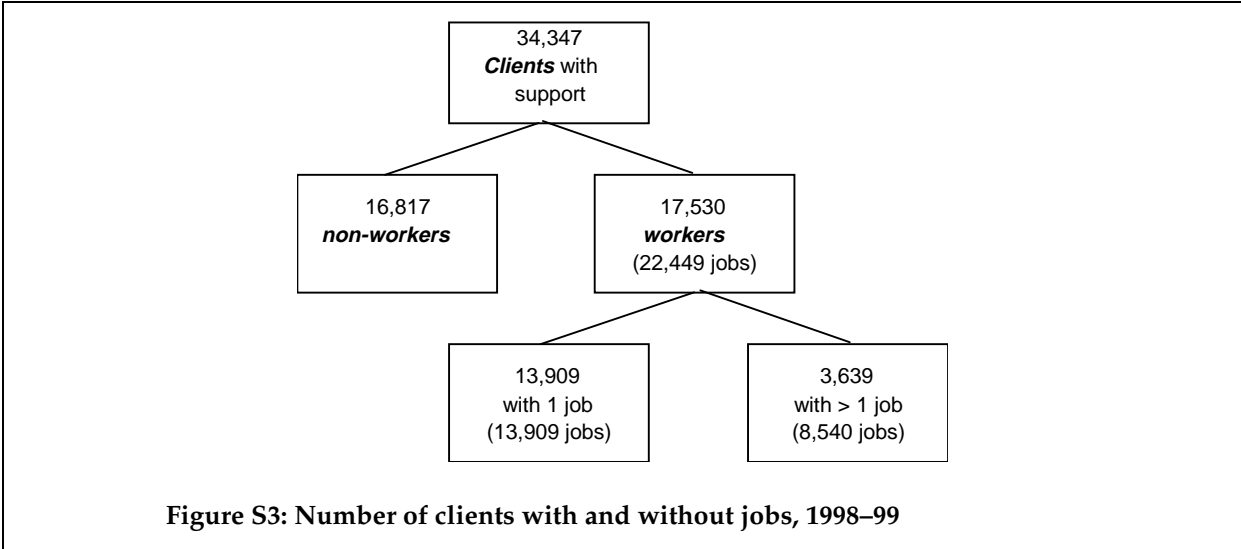 34,347
Clients with
support
16,817
non-workers
17,530
workers
(22,449 jobs)
13,909
with 1 job
(13,909 jobs)
3,639
with > 1 job
(8,540 jobs)
Figure S3: Number of clients with and without jobs, 1998–99